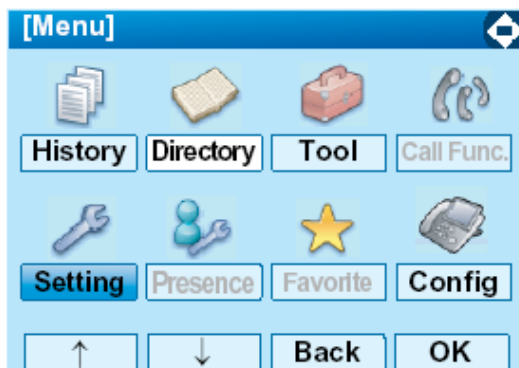 [Menu]
History Directory Tool Call Func.
Setting Presence Favorite Config
↑ ↓ Back OK